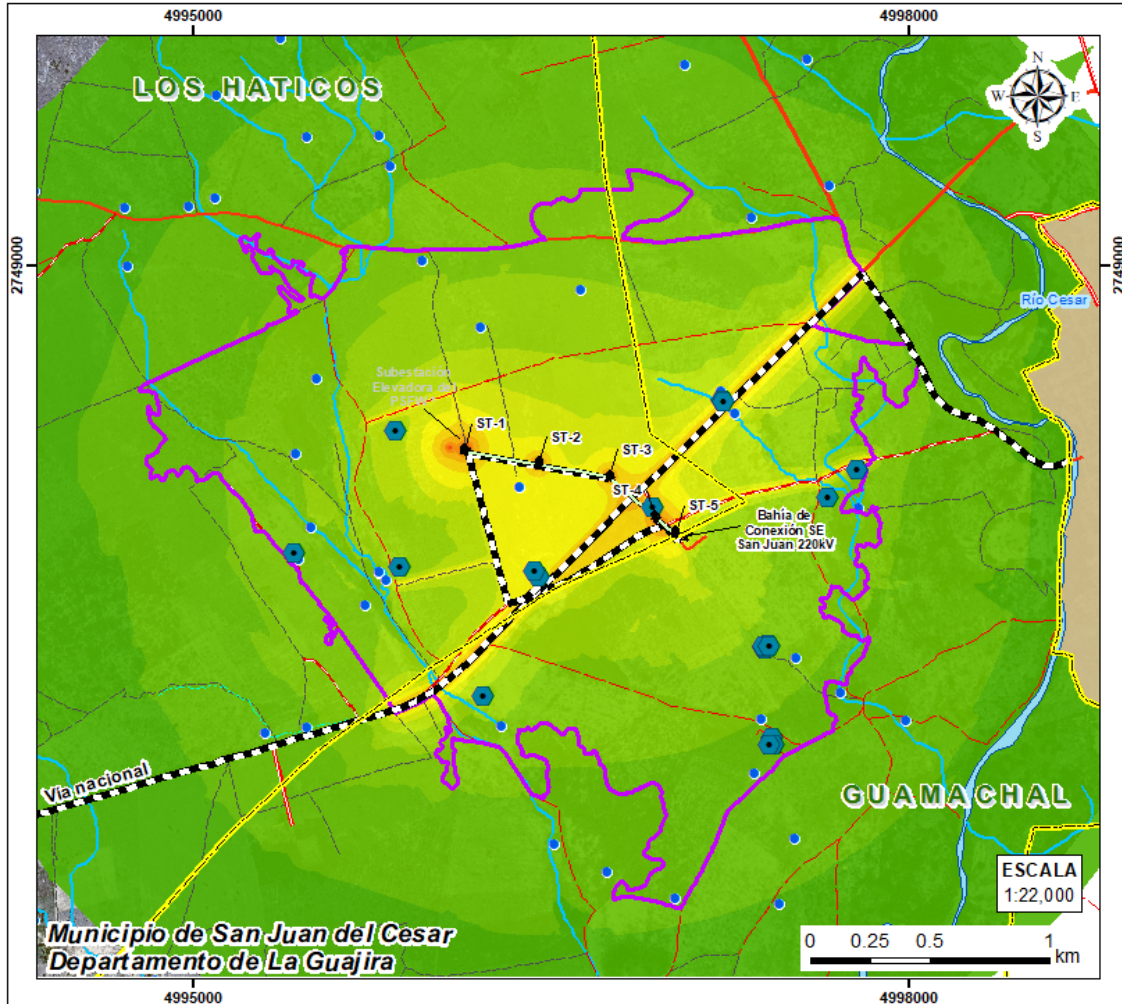 4995000
4998000
LOS HATICOS
N
W
E
S
2749000
2749000
Río Cesar
Subestación
Elevadora del
ST-1
ST-2
ST-3
ST-4
ST-5
Bahía de
Conexión SE
San Juan 220kV
Vía nacional
GUAMACHAL
ESCALA
1:22,000
Municipio de San Juan del Cesar
Departamento de La Guajira
0 0.25 0.5 1
km
4995000
4998000